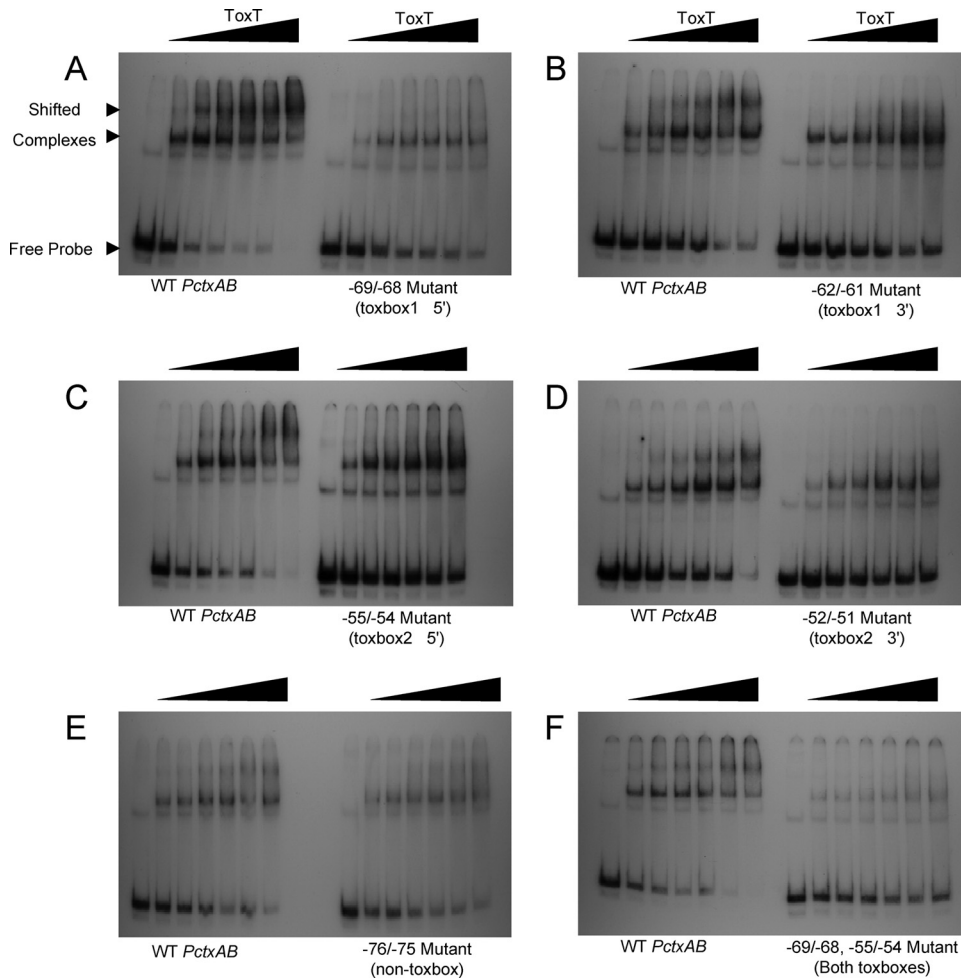 ToxT ToxT ToxT ToxT
A
B
Shifted
Complexes
Free Probe
WT PctxAB
-69/-68 Mutant
(toxbox1 5')
WT PctxAB
-62/-61 Mutant
(toxbox1 3')
C
D
WT PctxAB
-55/-54 Mutant
(toxbox2 5')
WT PctxAB
-52/-51 Mutant
(toxbox2 3')
E
F
WT PctxAB
-76/-75 Mutant
(non-toxbox)
WT PctxAB
-69/-68, -55/-54 Mutant
(Both toxboxes)